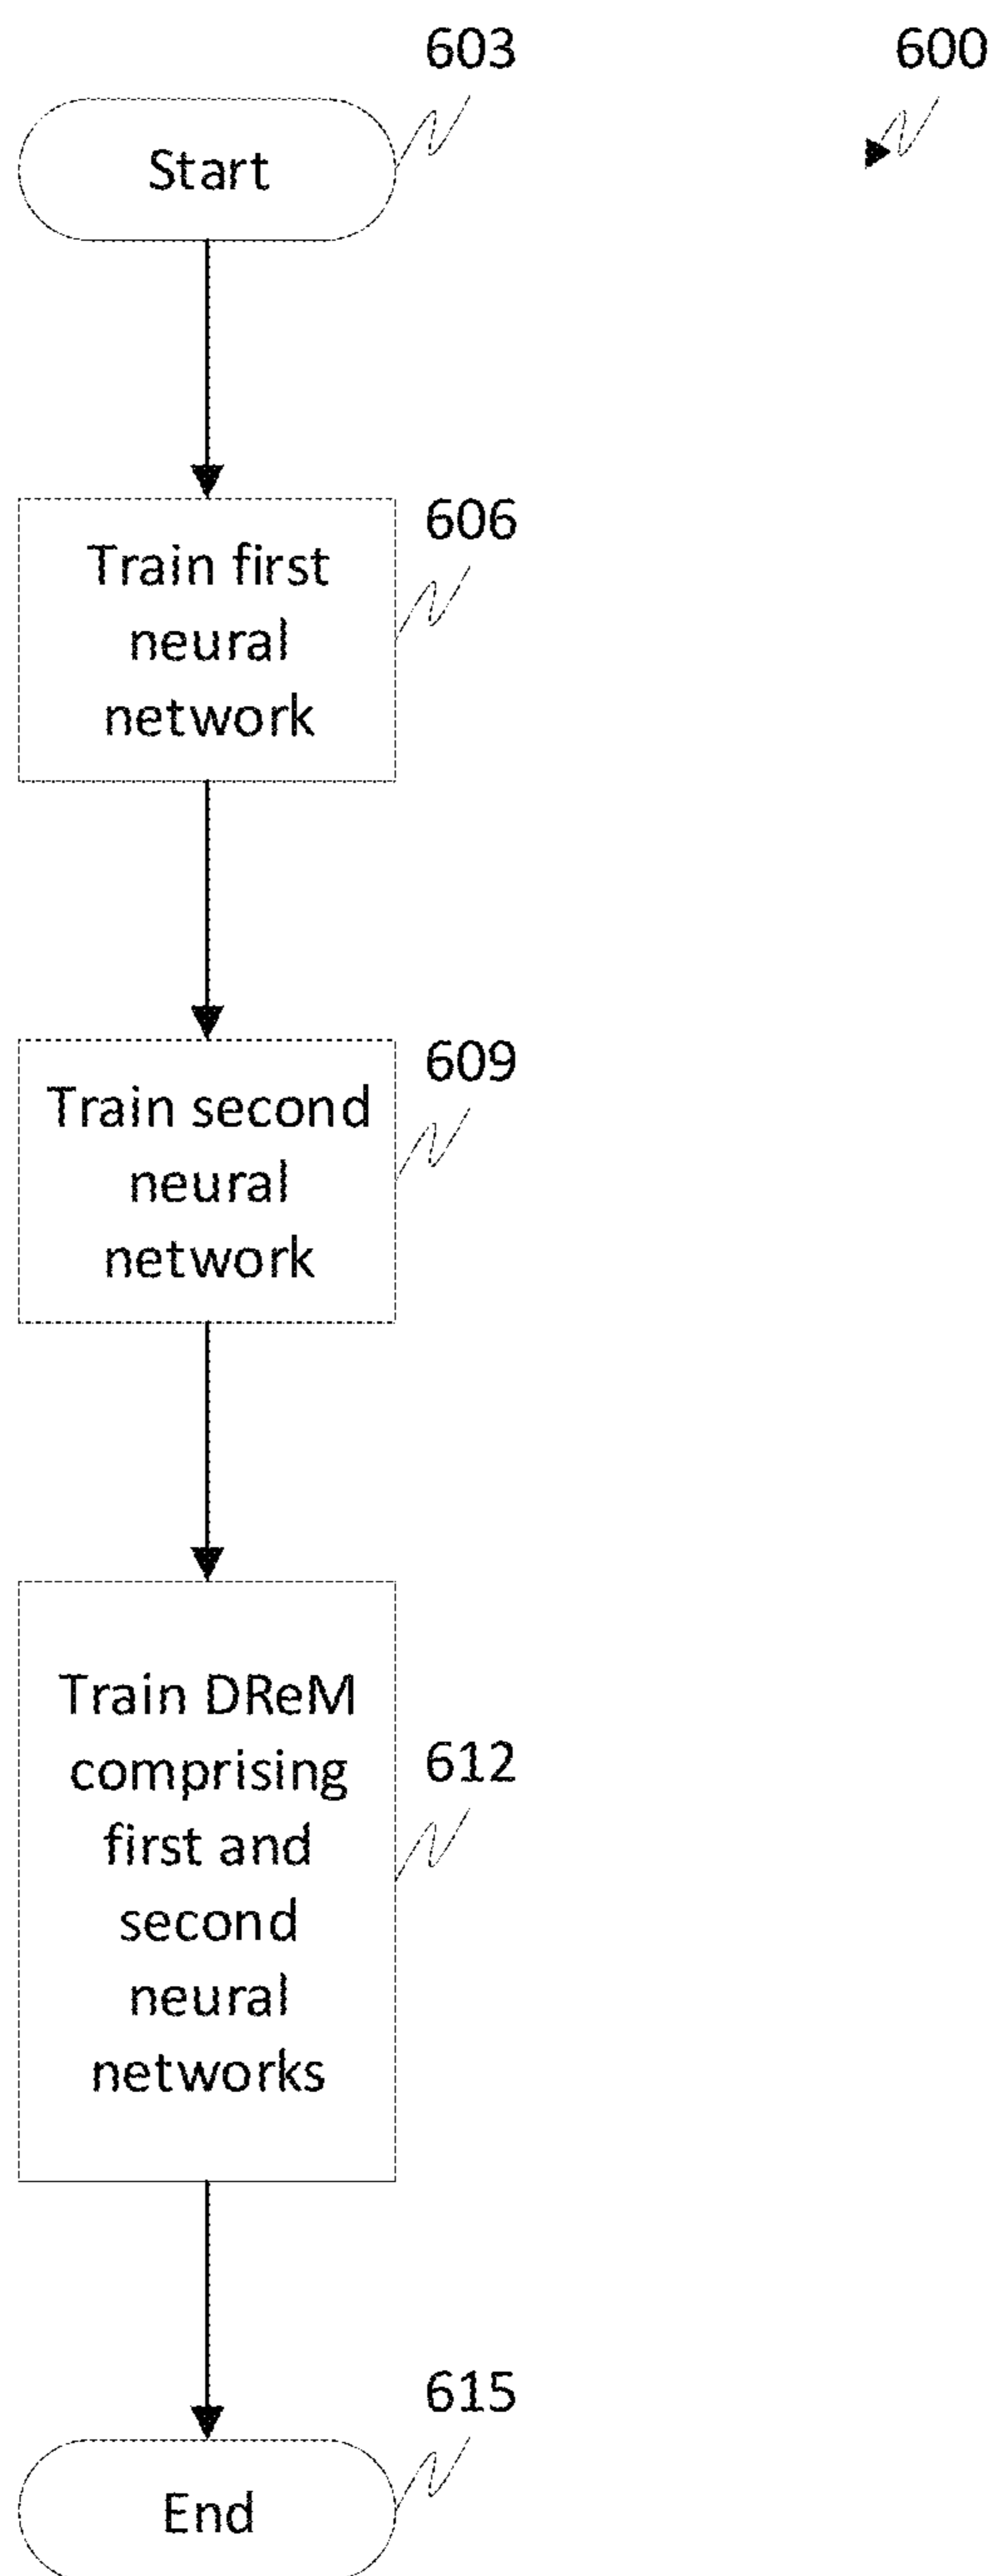 603
600
Start
606
Train first
neural
network
609
Train second
neural
network
Train DReM
comprising
first and
second
neural
networks
612
615
End